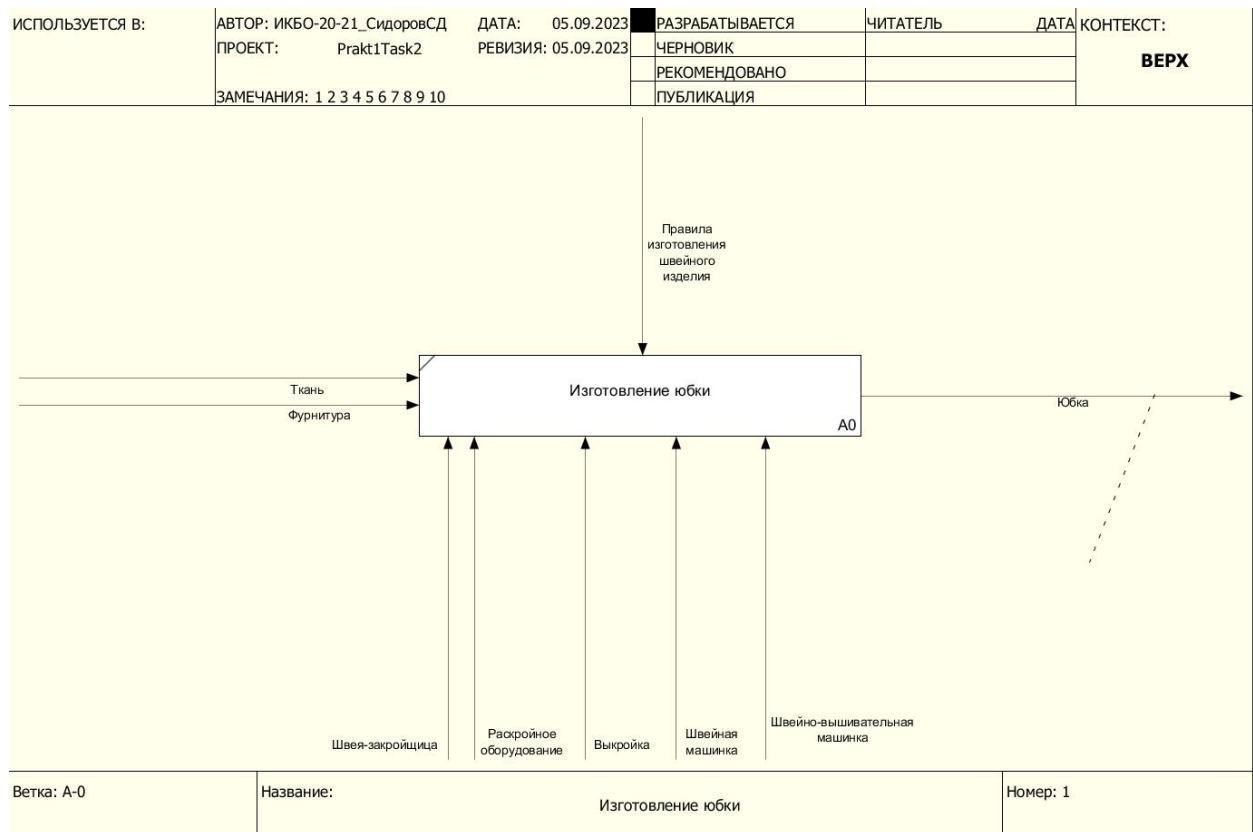 ИСПОЛЬЗУЕТСЯ В:
АВТОР: ИКБО-20-21_СидоровСД
ДАТА: 05.09.2023
РАЗРАБАТЫВАЕТСЯ
ЧИТАТЕЛЬ
ДАТА
КОНТЕКСТ:
ПРОЕКТ: Prakt1Task2
РЕВИЗИЯ: 05.09.2023
ЧЕРНОВИК
ВЕРХ
РЕКОМЕНДОВАНО
ЗАМЕЧАНИЯ: 1 2 3 4 5 6 7 8 9 10
ПУБЛИКАЦИЯ
Правила
изготовления
швейного
изделия
Ткань
Фурнитура
Изготовление юбки
A0
Юбка
Швея-закройщица
Раскройное
оборудование
Выкройка
Швейная
машинка
Швейно-вышивательная
машинка
Ветка: A-0
Название:
Изготовление юбки
Номер: 1